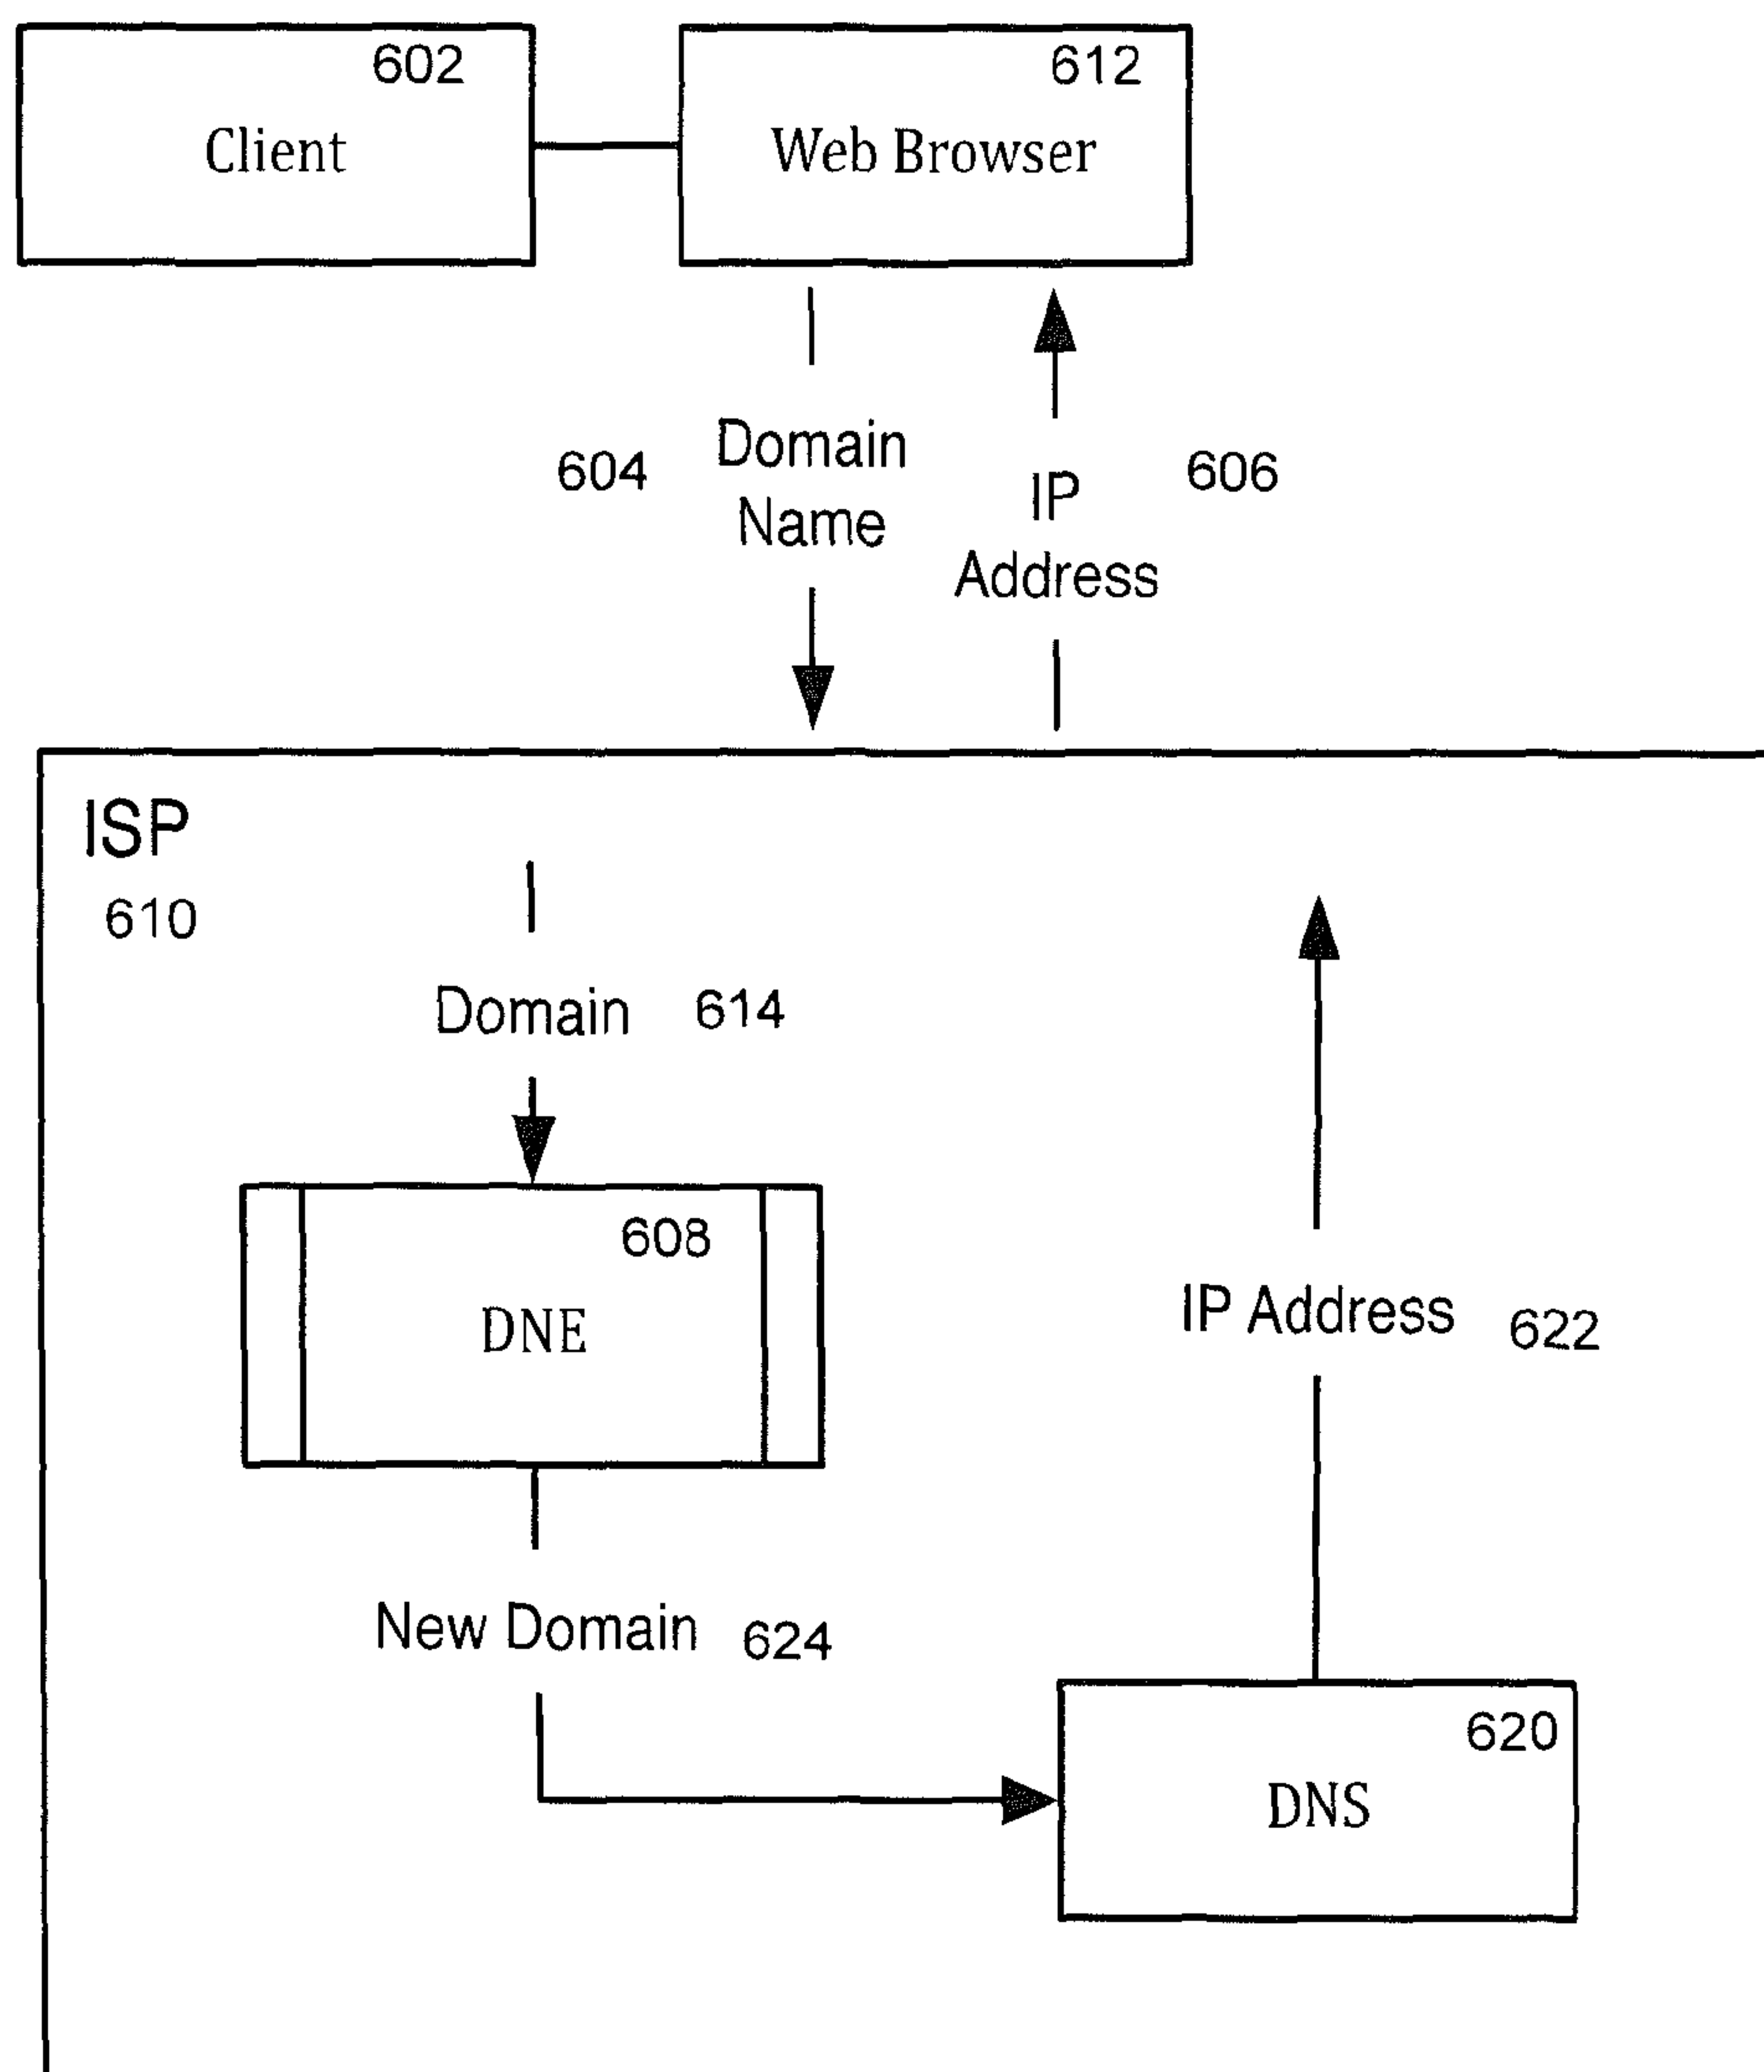 602
Client
612
Web Browser
604
Domain
Name
IP
Address
606
ISP
610
Domain 614
608
DNE
IP Address 622
New Domain 624
620
DNS